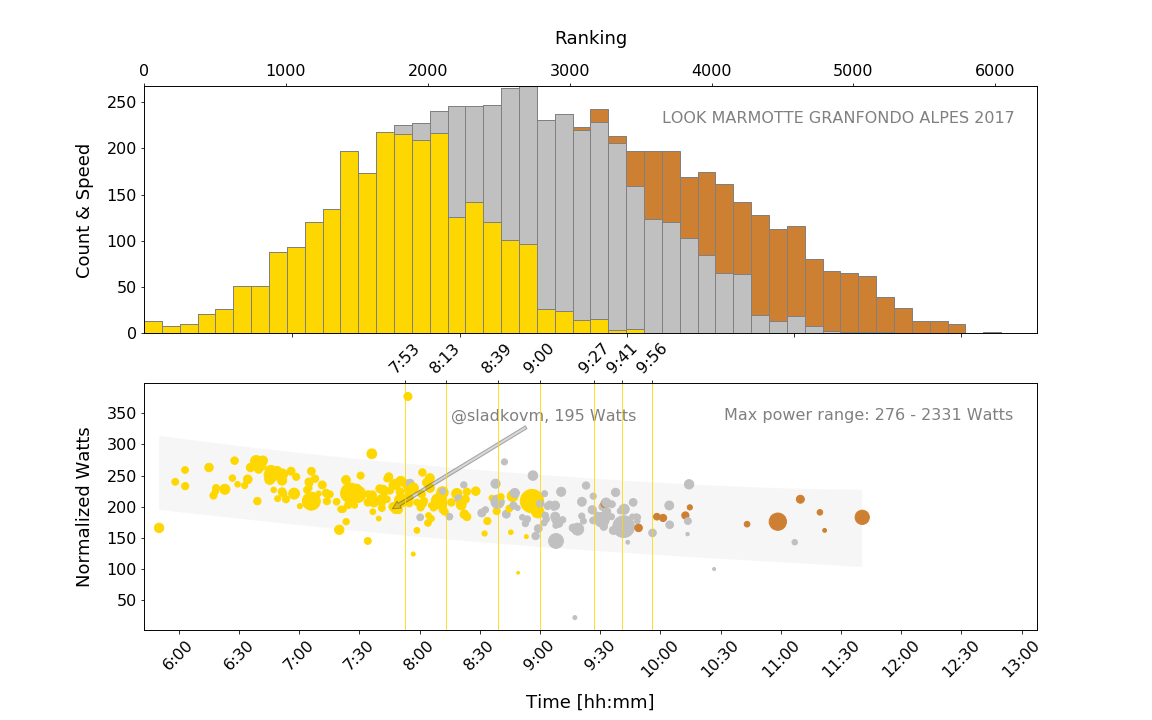 Ranking
0 1000 2000 3000 4000 5000 6000
250
LOOK MARMOTTE GRANFONDO ALPES 2017
200
150
100
50
0
Count & Speed
7:53 8:13 8:39 9:00 9:27 9:41 9:56
350
@sladkovm, 195 Watts
Max power range: 276 - 2331 Watts
300
250
200
150
100
50
Normalized Watts
6:00 6:30 7:00 7:30 8:00 8:30 9:00 9:30 10:00 10:30 11:00 11:30 12:00 12:30 13:00
Time [hh:mm]